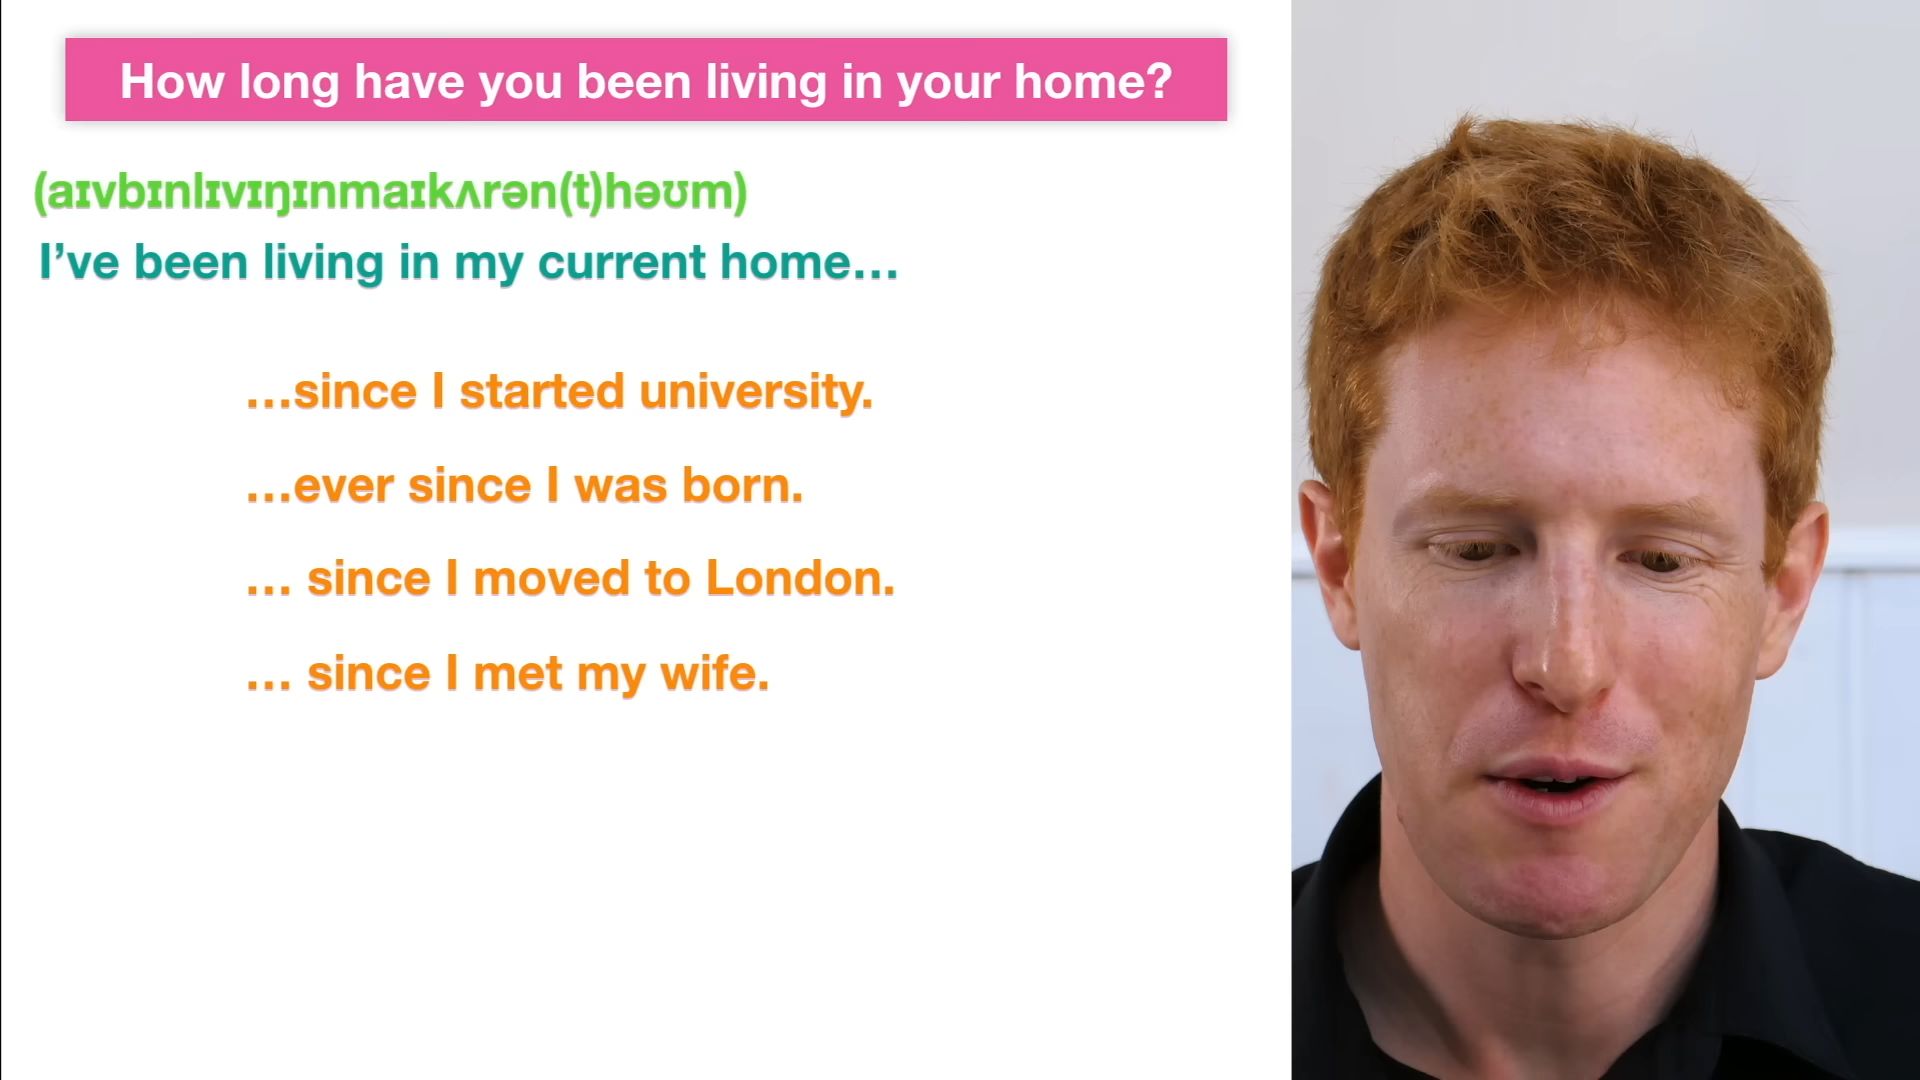 How long have you been living in your home?
(aɪvbɪnlɪvɪŋɪnmaɪkʌrən(t)həʊm)
I’ve been living in my current home…
…since I started university.
…ever since I was born.
… since I moved to London.
… since I met my wife.